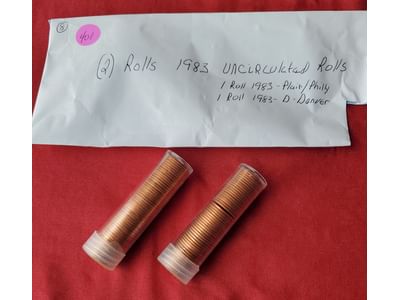 8
401
(2) Rolls 1983 UNCIRCULATED Rolls
1 Roll 1983 - Plain/Philly
1 Roll 1983 - D - Denver